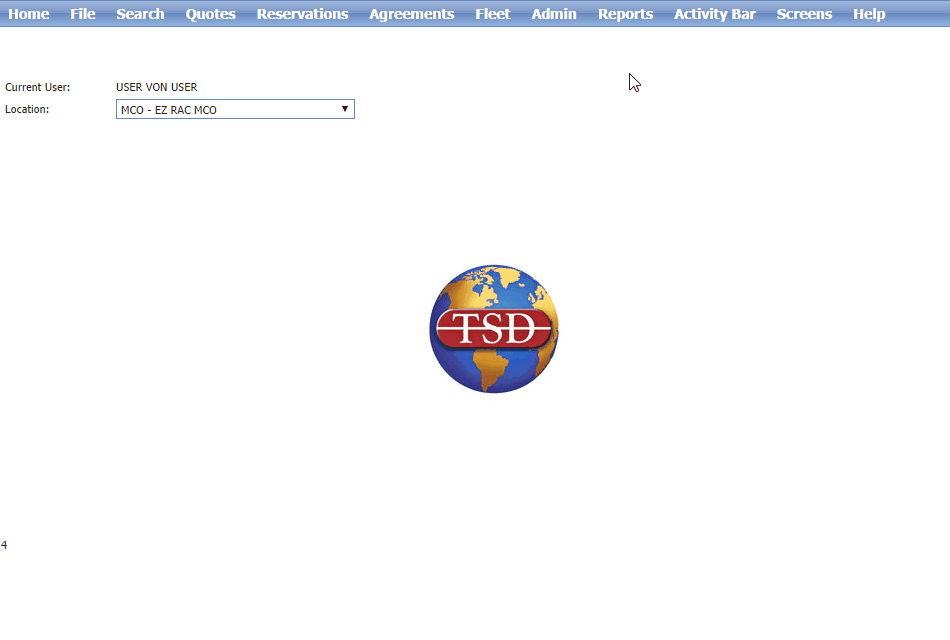 Home File Search Quotes Reservations Agreements Fleet Admin Reports Activity Bar Screens Help
Current User: USER VON USER
Location: MCO - EZ RAC MCO
TSD
4